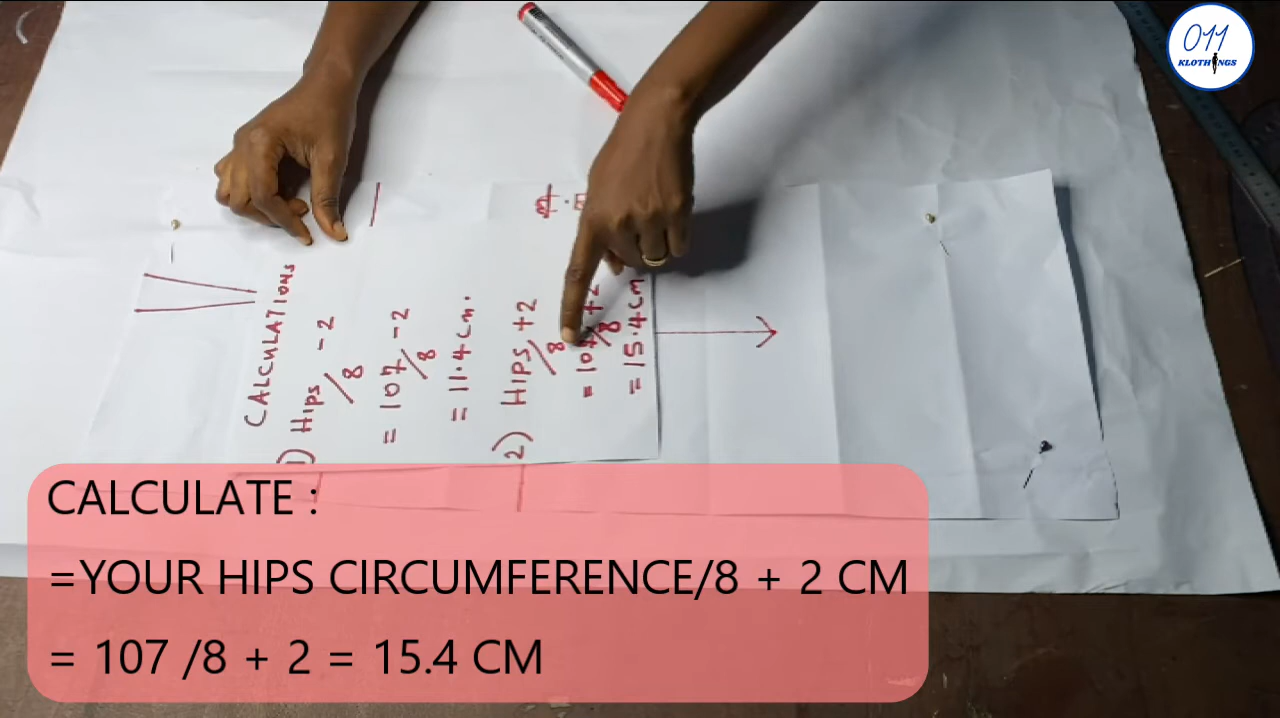 011
KLOTHINGS
CALCULATIONS
1) Hips/8 - 2
= 107/8 - 2
= 11.4cm.
2) Hips/8 + 2
= 107/8 + 2
= 15.4cm
CALCULATE :
=YOUR HIPS CIRCUMFERENCE/8 + 2 CM
= 107 /8 + 2 = 15.4 CM